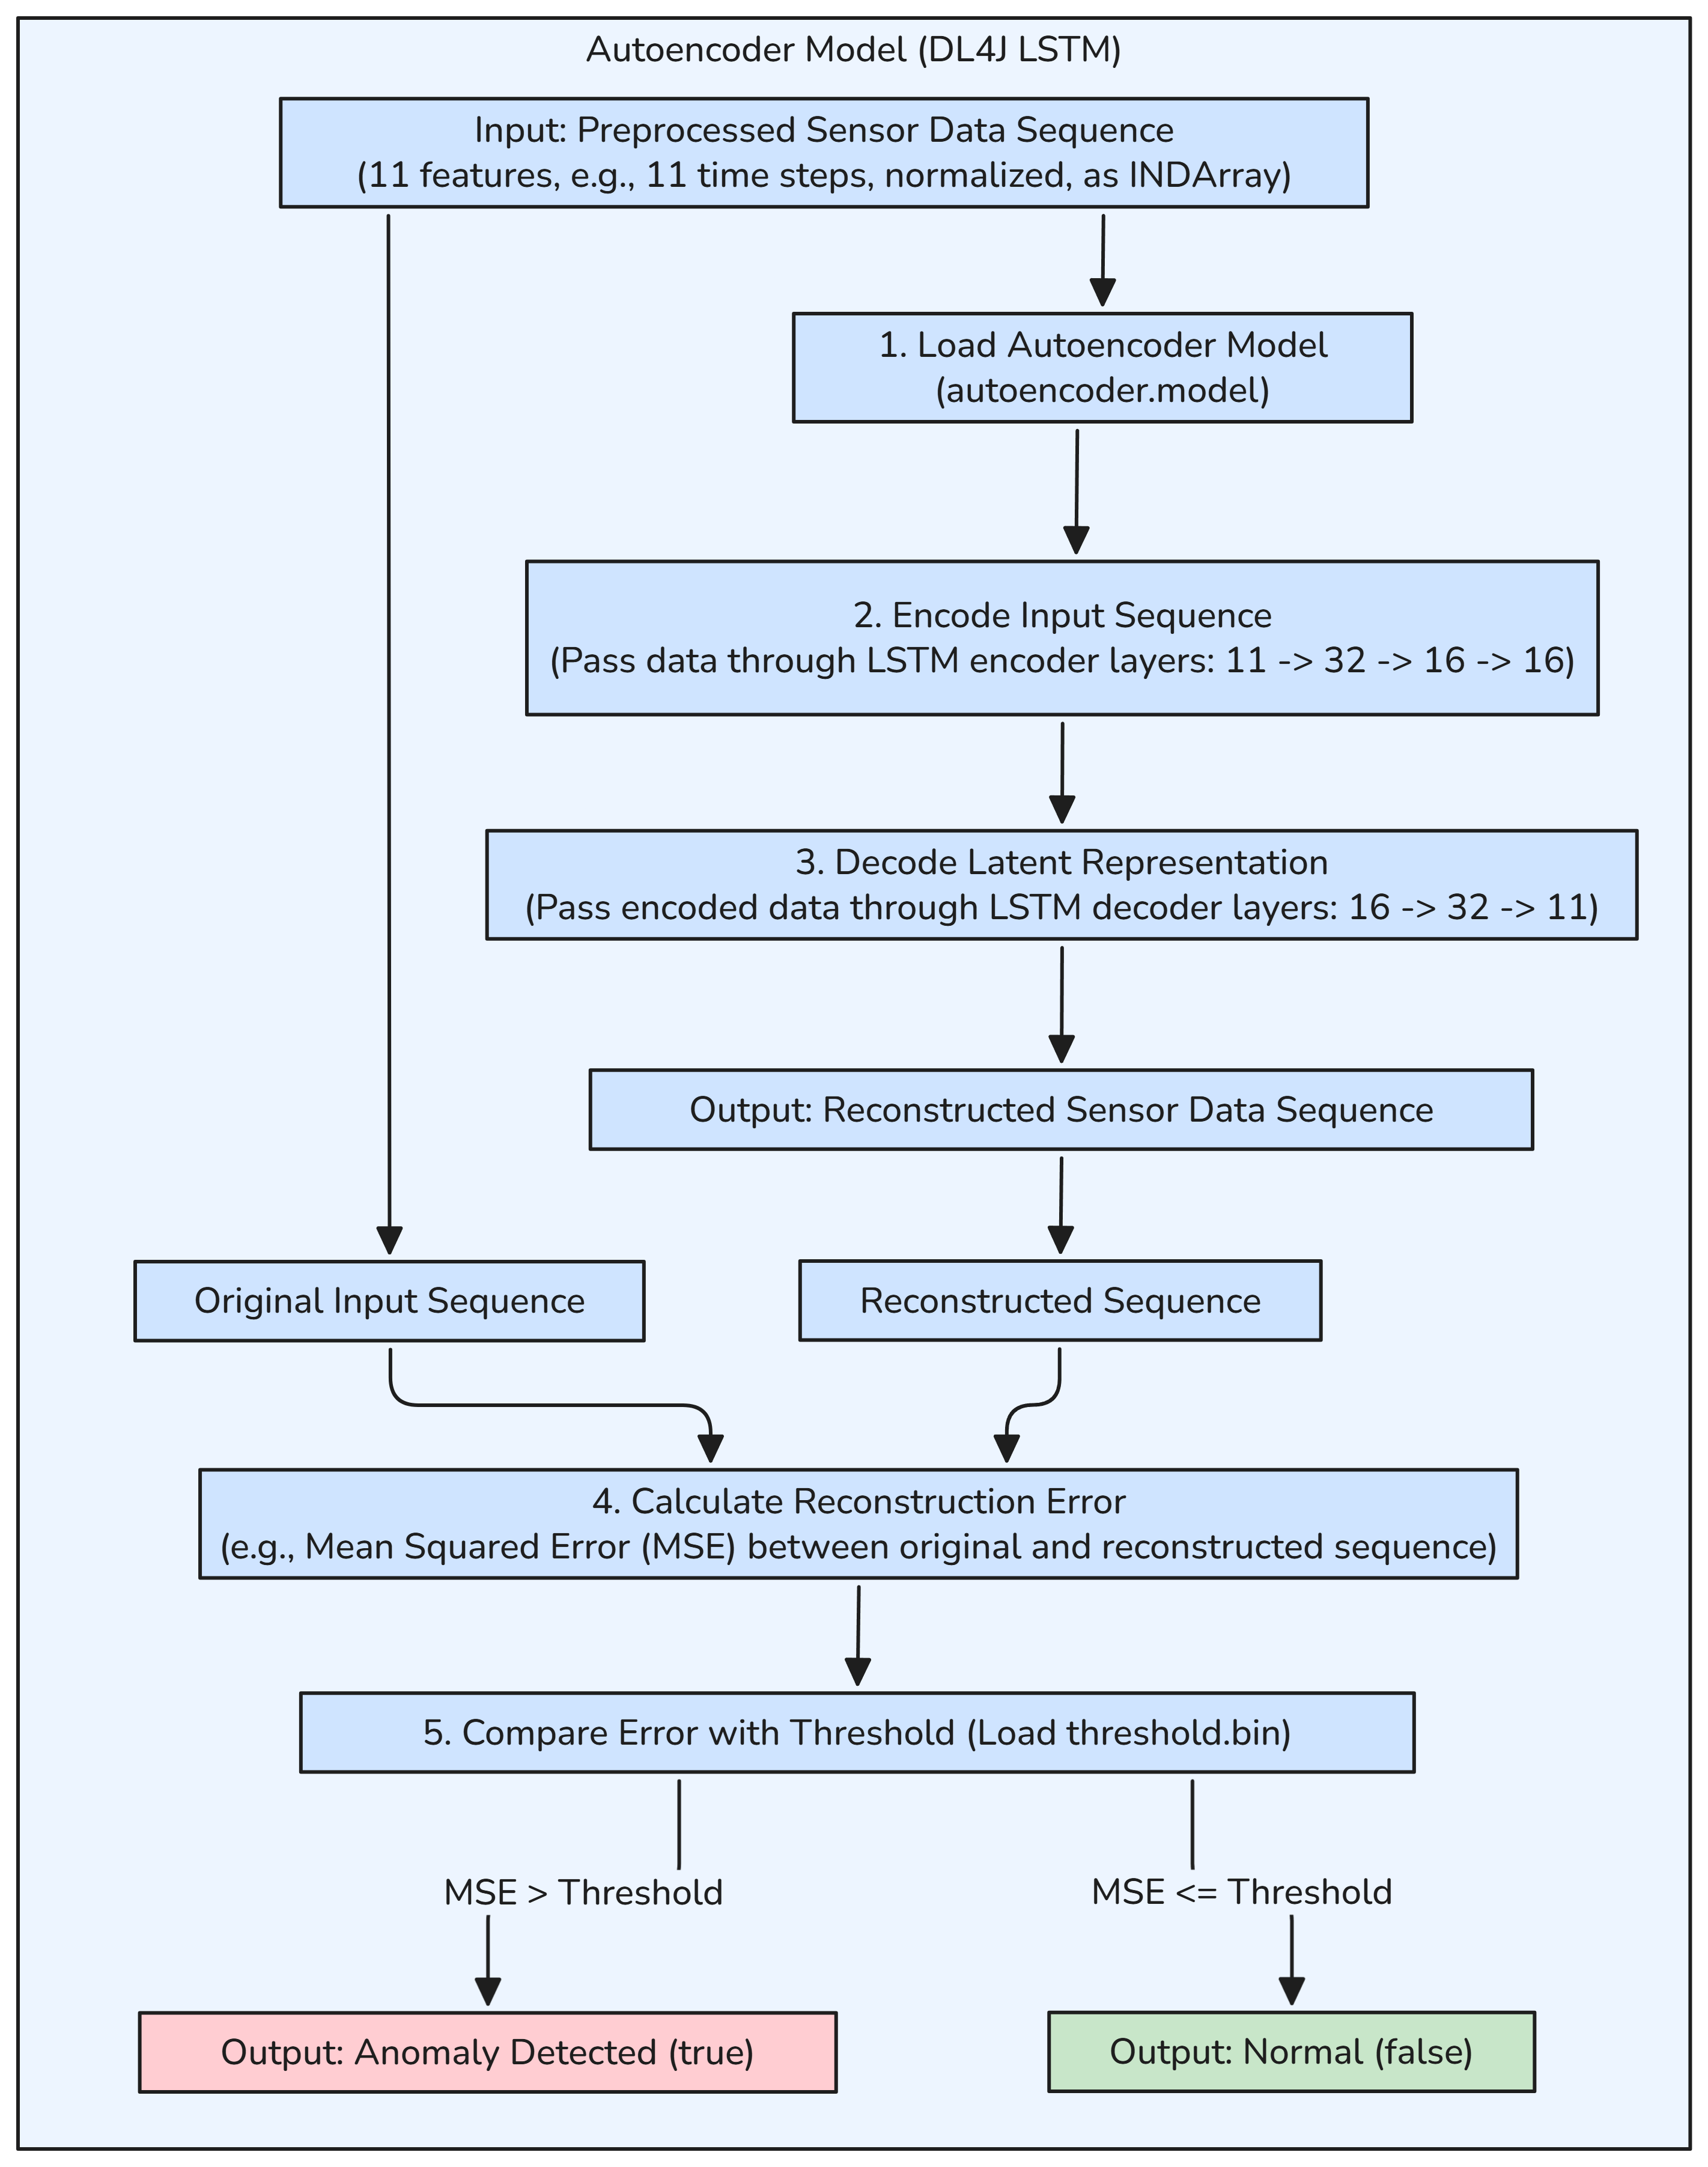 Autoencoder Model (DL4J LSTM)
Input: Preprocessed Sensor Data Sequence
(11 features, e.g., 11 time steps, normalized, as INDArray)
1. Load Autoencoder Model
(autoencoder.model)
2. Encode Input Sequence
(Pass data through LSTM encoder layers: 11 -> 32 -> 16 -> 16)
3. Decode Latent Representation
(Pass encoded data through LSTM decoder layers: 16 -> 32 -> 11)
Output: Reconstructed Sensor Data Sequence
Original Input Sequence
Reconstructed Sequence
4. Calculate Reconstruction Error
(e.g., Mean Squared Error (MSE) between original and reconstructed sequence)
5. Compare Error with Threshold (Load threshold.bin)
MSE > Threshold
MSE <= Threshold
Output: Anomaly Detected (true)
Output: Normal (false)